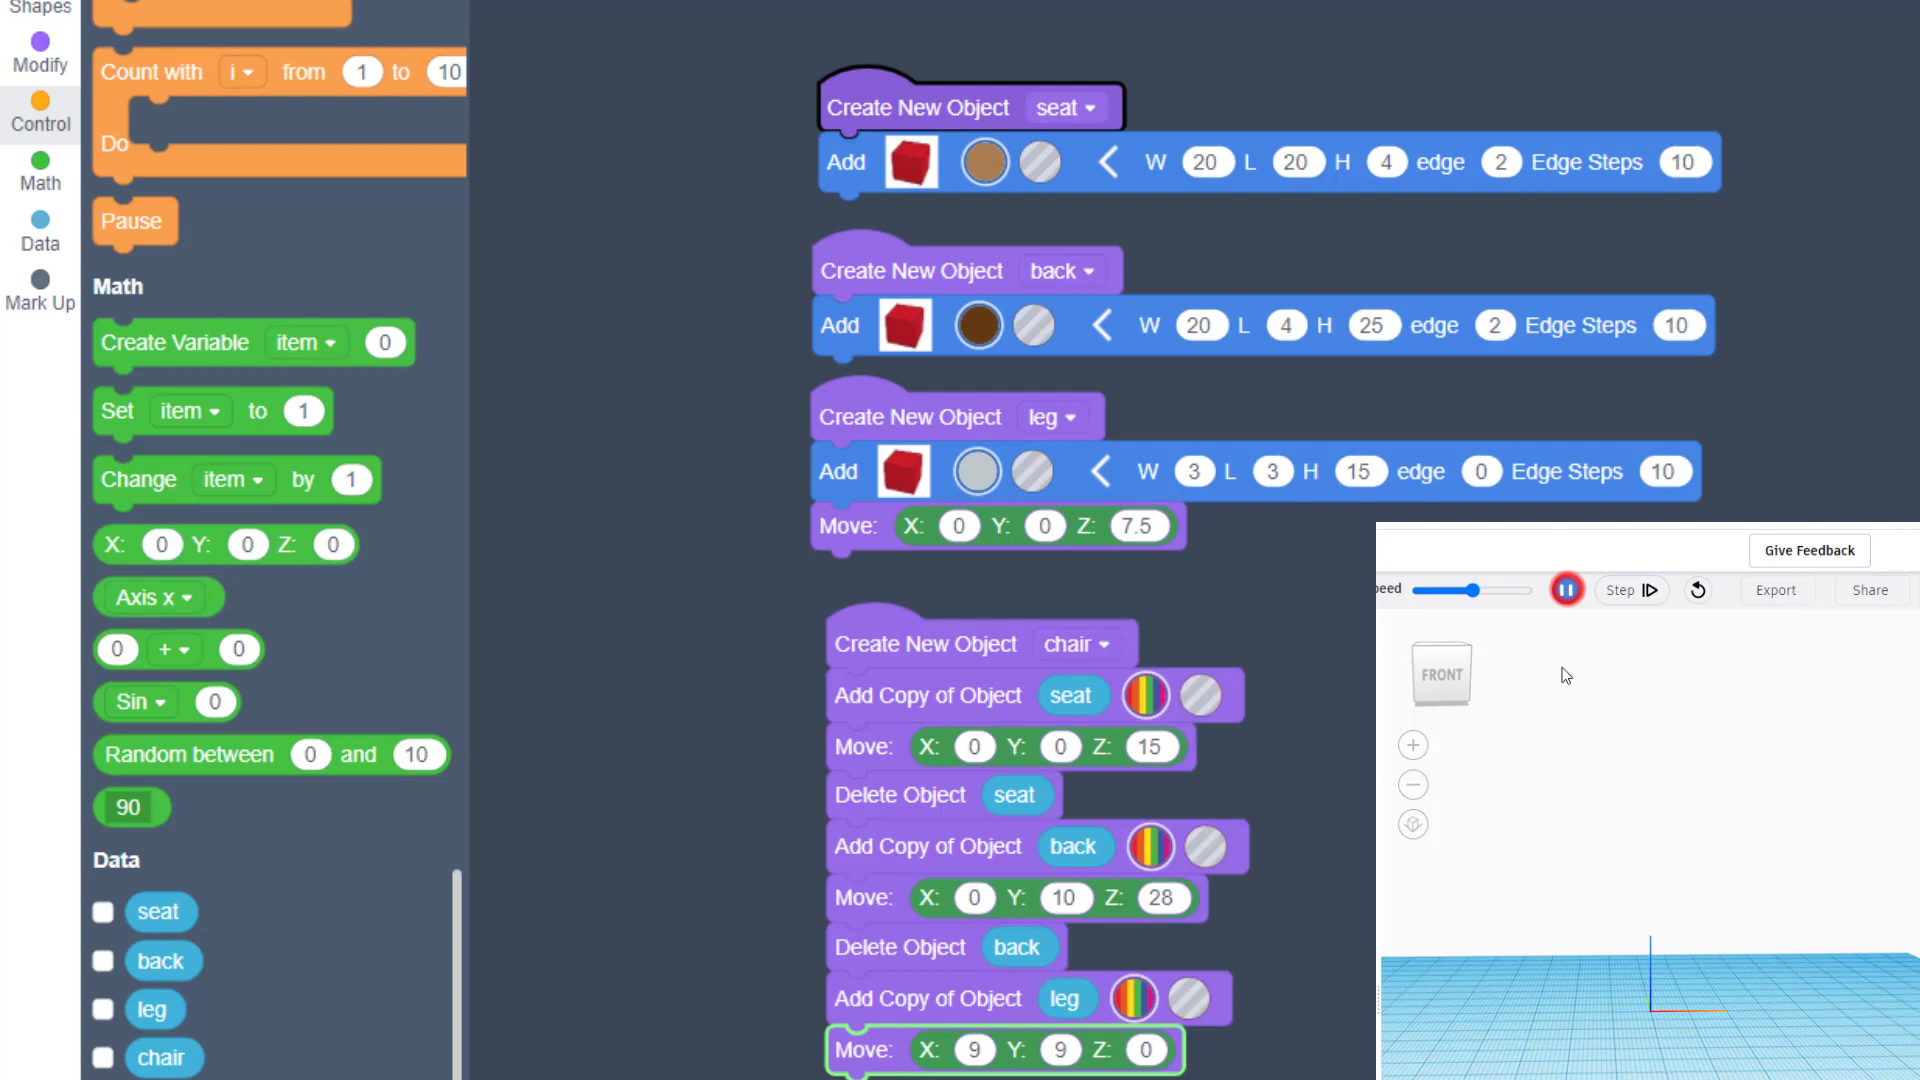 Shapes
Modify
Control
Math
Data
Mark Up
Count with i from 1 to 10
Do
Pause
Math
Create Variable item 0
Set item to 1
Change item by 1
X: 0 Y: 0 Z: 0
Axis x
0 + 0
Sin 0
Random between 0 and 10
90
Data
seat
back
leg
chair
Create New Object seat
Add W 20 L 20 H 4 edge 2 Edge Steps 10
Create New Object back
Add W 20 L 4 H 25 edge 2 Edge Steps 10
Create New Object leg
Add W 3 L 3 H 15 edge 0 Edge Steps 10
Move: X: 0 Y: 0 Z: 7.5
Create New Object chair
Add Copy of Object seat
Move: X: 0 Y: 0 Z: 15
Delete Object seat
Add Copy of Object back
Move: X: 0 Y: 10 Z: 28
Delete Object back
Add Copy of Object leg
Move: X: 9 Y: 9 Z: 0
Give Feedback
peed Step Export Share
FRONT